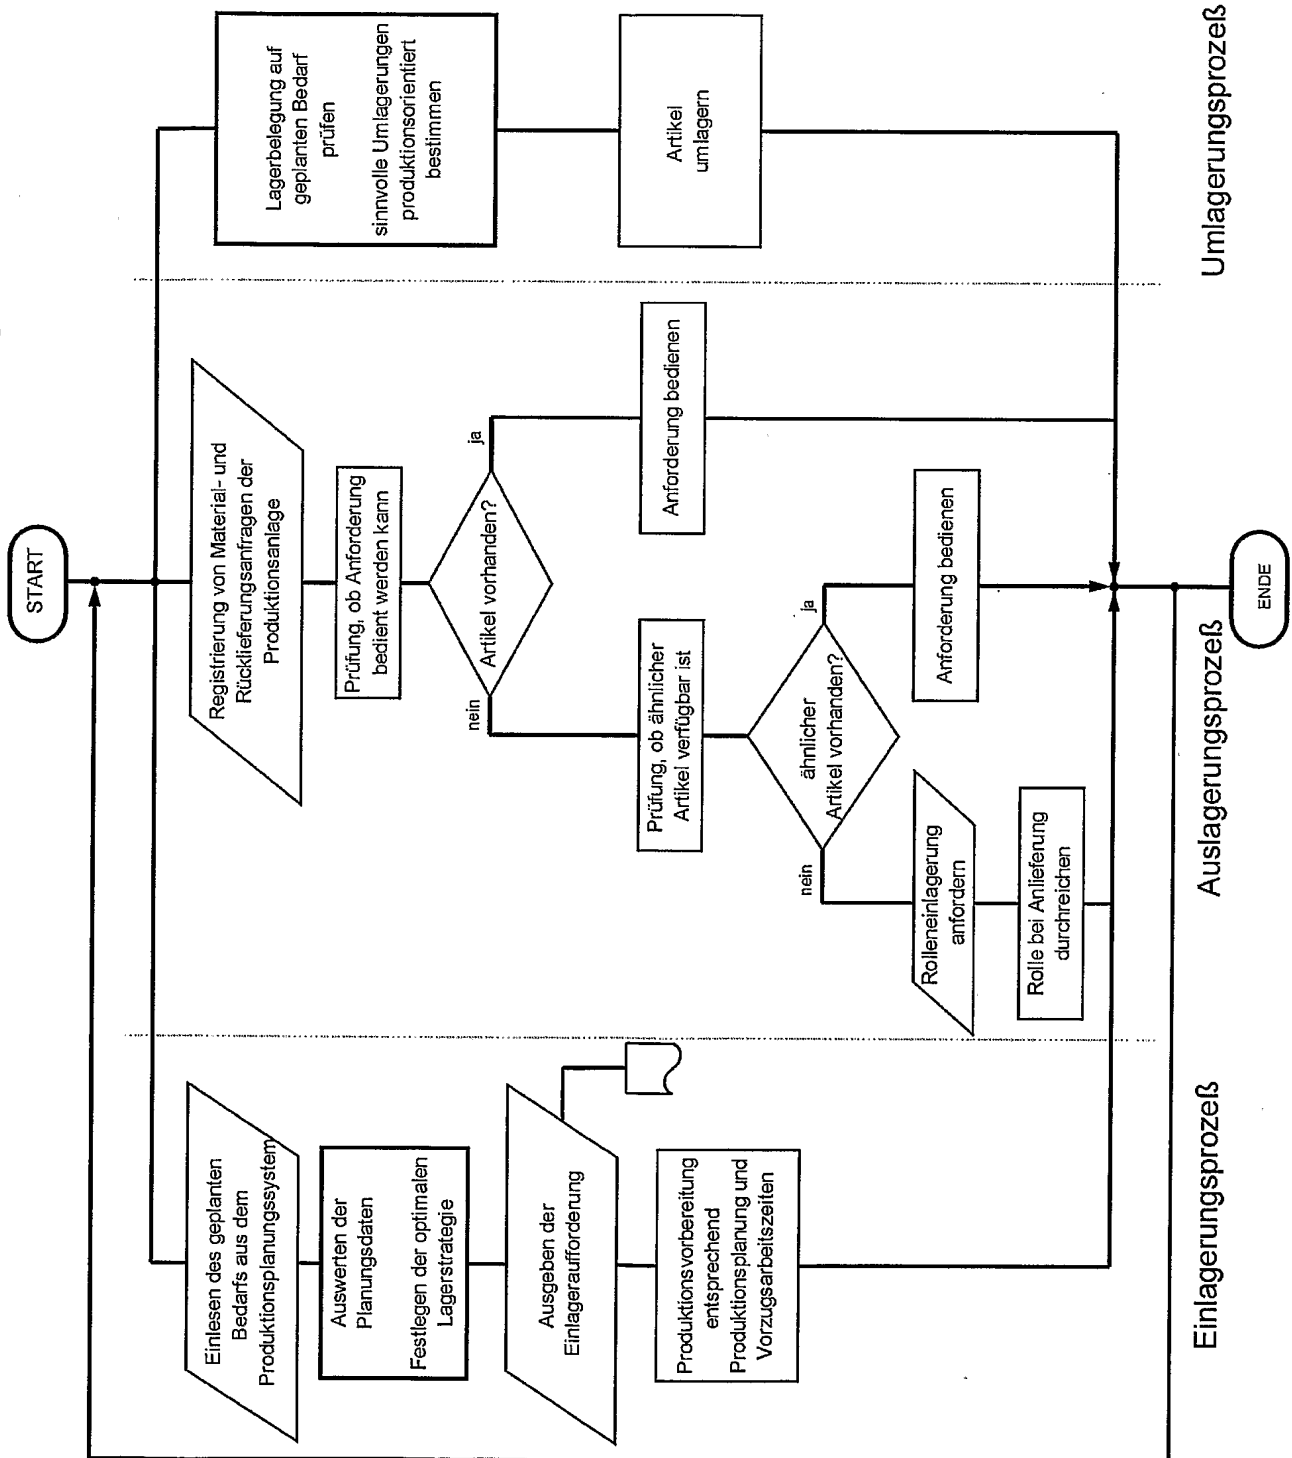 START
Einlesen des geplanten
Bedarfs aus dem
Produktionsplanungssystem
Auswerten der
Planungsdaten
Festlegen der optimalen
Lagerstrategie
Ausgeben der
Einlageraufforderung
Produktionsvorbereitung
entsprechend
Produktionsplanung und
Vorzugsarbeitszeiten
Einlagerungsprozeß
Registrierung von Material- und
Rücklieferungsanfragen der
Produktionsanlage
Prüfung, ob Anforderung
bedient werden kann
Artikel vorhanden?
nein
ja
Prüfung, ob ähnlicher
Artikel verfügbar ist
Anforderung bedienen
ähnlicher
Artikel vorhanden?
nein
ja
Rolleneinlagerung
anfordern
Rolle bei Anlieferung
durchreichen
Anforderung bedienen
Auslagerungsprozeß
Lagerbelegung auf
geplanten Bedarf
prüfen
sinnvolle Umlagerungen
produktionsorientiert
bestimmen
Artikel
umlagern
Umlagerungsprozeß
ENDE